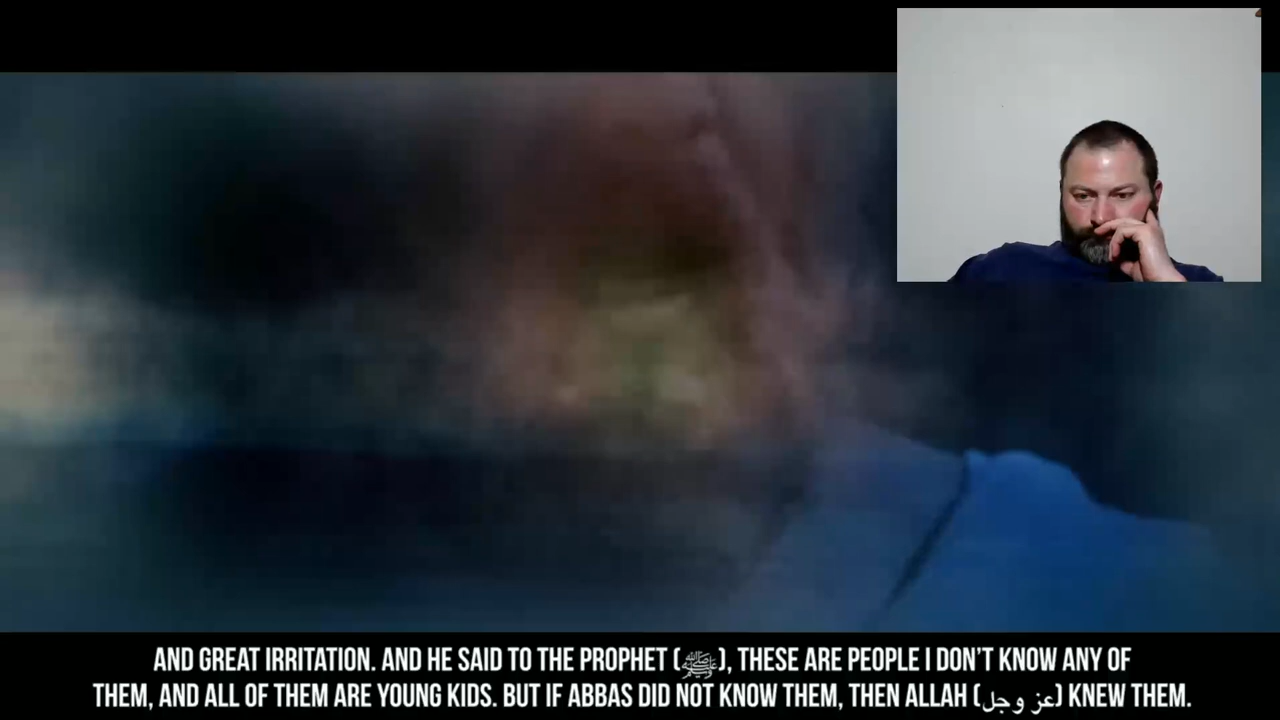 AND GREAT IRRITATION. AND HE SAID TO THE PROPHET (ﷺ), THESE ARE PEOPLE I DON'T KNOW ANY OF
THEM, AND ALL OF THEM ARE YOUNG KIDS. BUT IF ABBAS DID NOT KNOW THEM, THEN ALLAH (عز وجل) KNEW THEM.